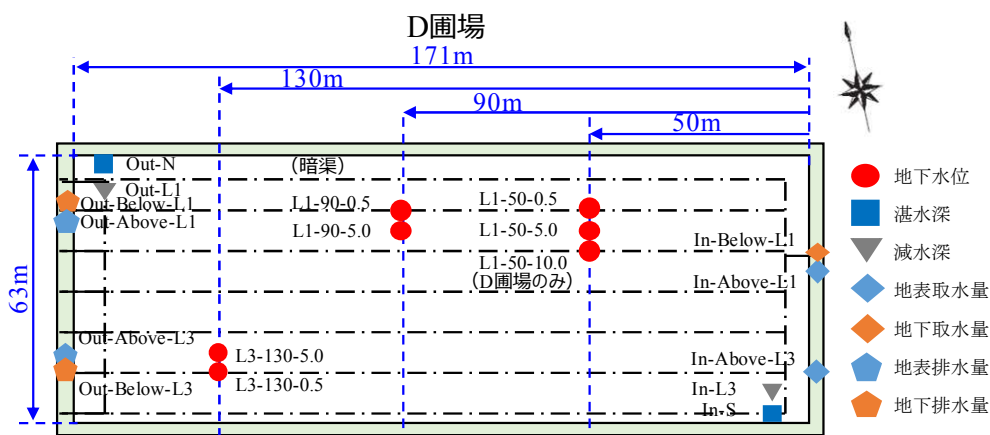 D圃場
171m
130m
90m
50m
63m
Out-N
(暗渠)
Out-L1
Out-Below-L1
Out-Above-L1
L1-90-0.5
L1-90-5.0
L1-50-0.5
L1-50-5.0
L1-50-10.0
(D圃場のみ)
In-Below-L1
In-Above-L1
Out-Above-L3
Out-Below-L3
L3-130-5.0
L3-130-0.5
In-Above-L3
In-L3
In-S
地下水位
湛水深
減水深
地表取水量
地下取水量
地表排水量
地下排水量